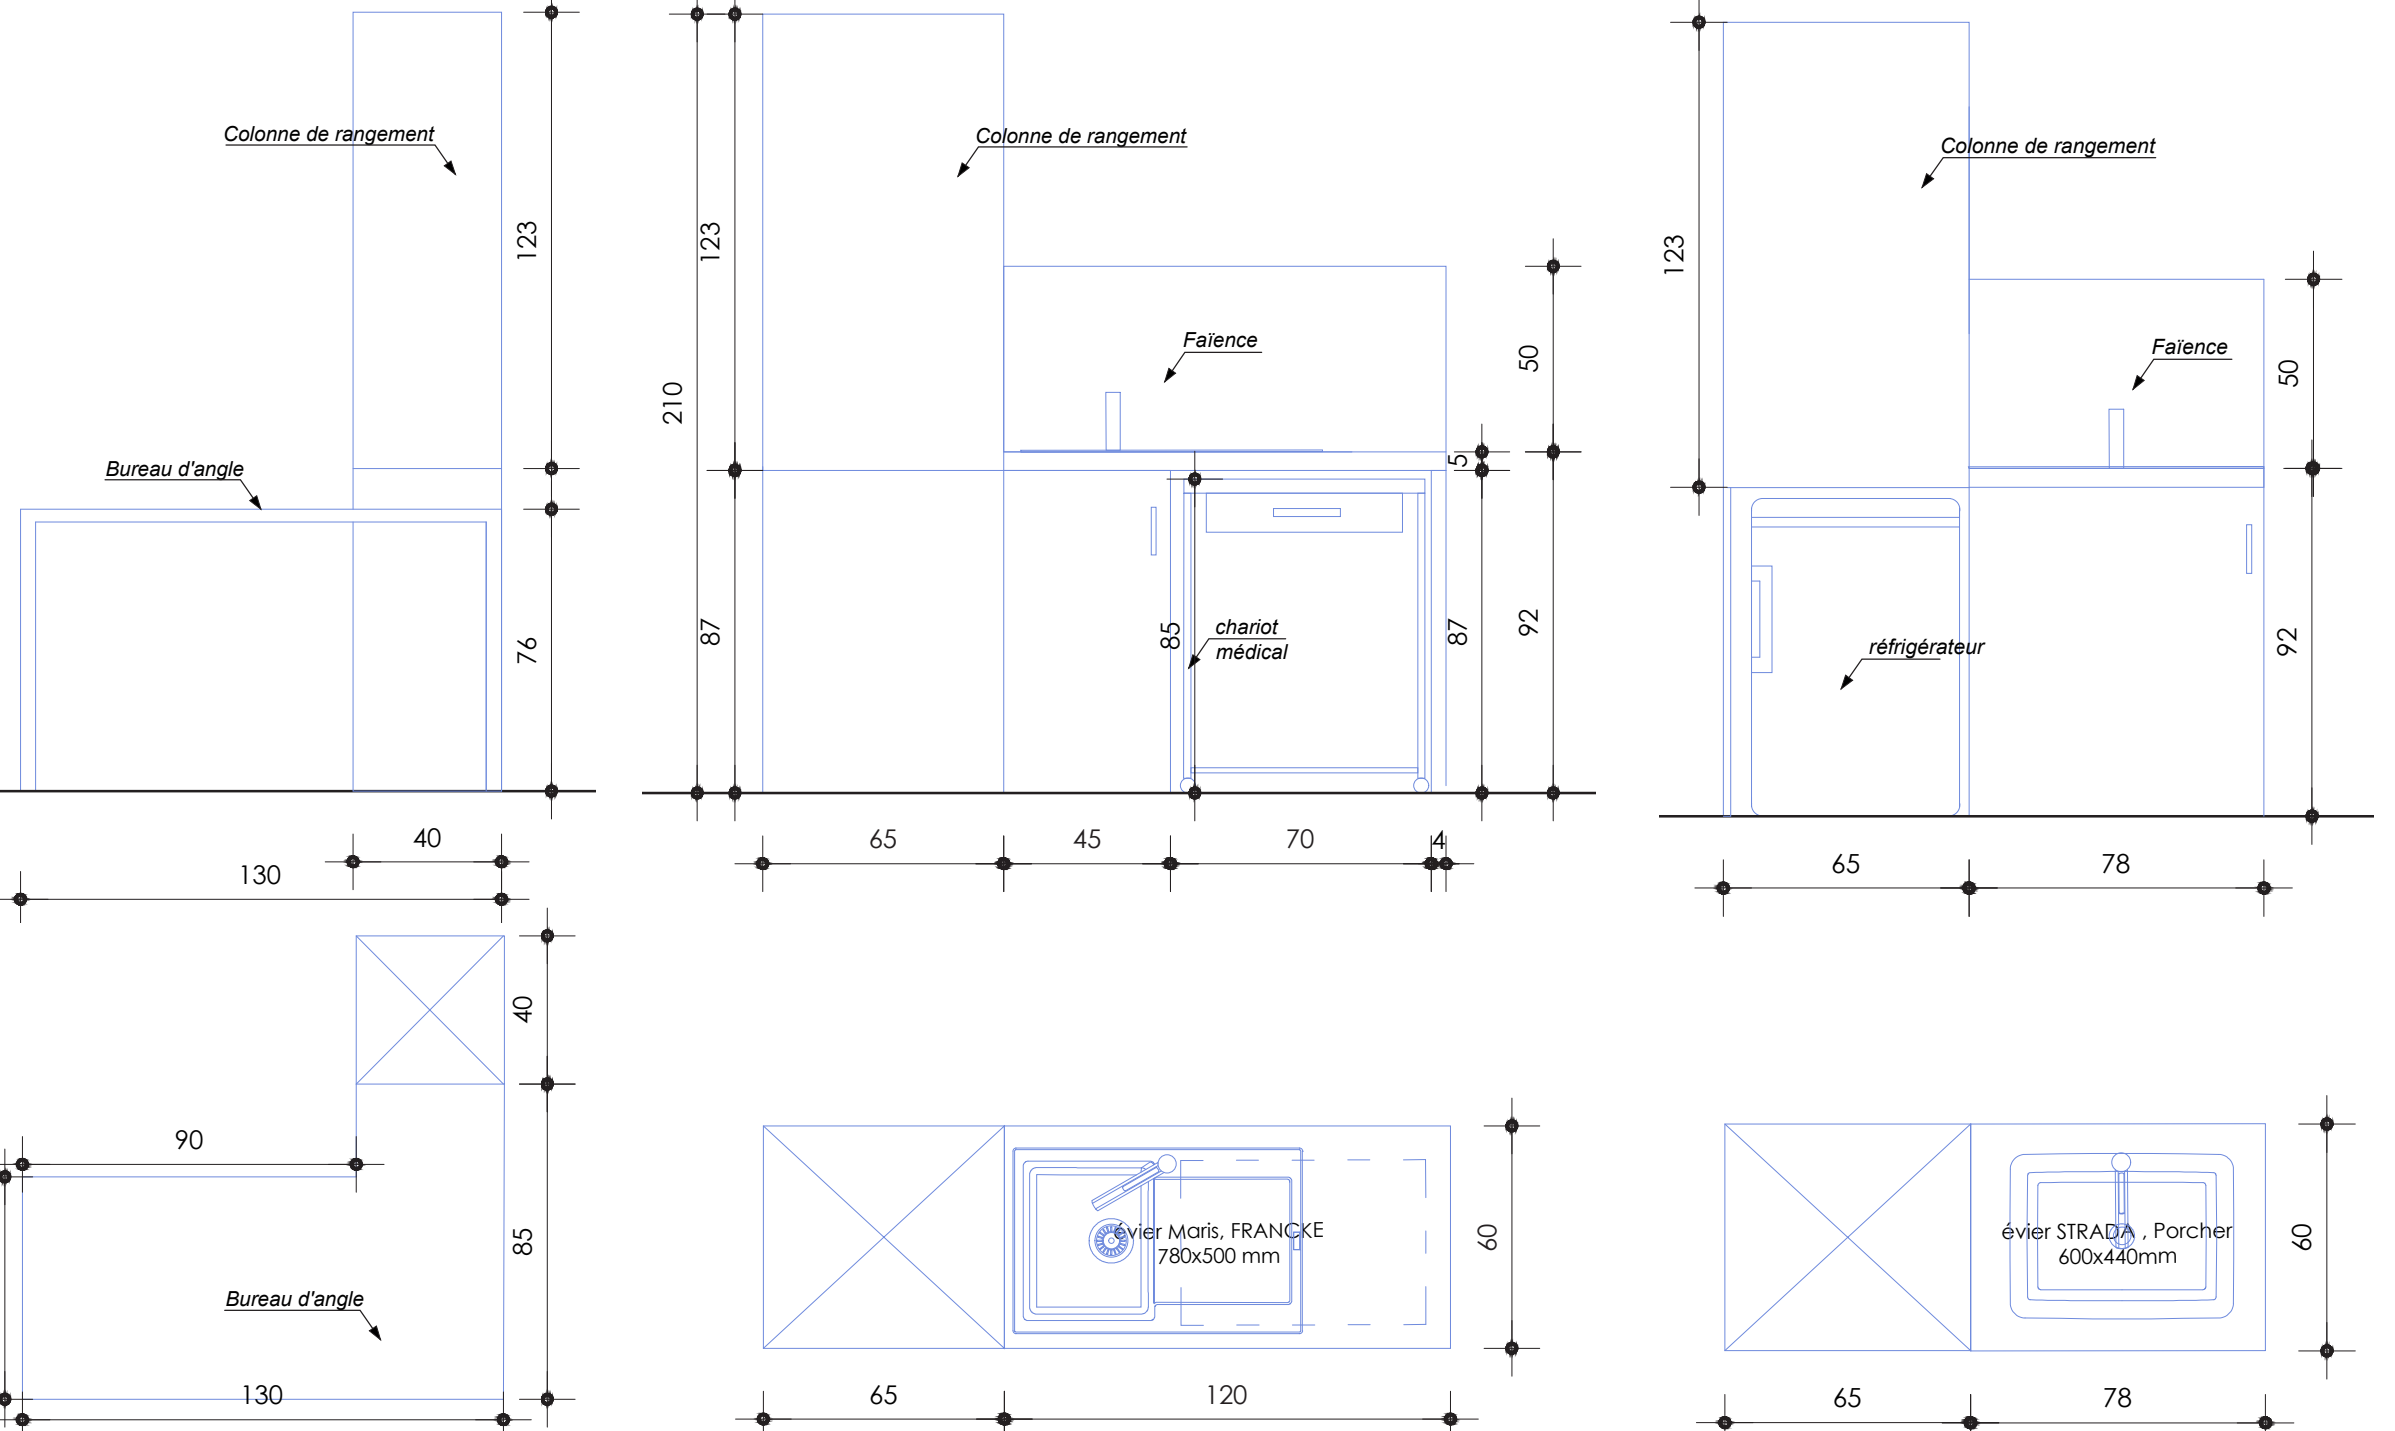 Colonne de rangement
123
Bureau d'angle
76
40
130
40
90
85
Bureau d'angle
130
Colonne de rangement
123
210
Faïence
50
5
87
85
chariot
médical
87
92
65
45
70
4
évier Maris, FRANCKE
780x500 mm
60
65
120
Colonne de rangement
123
Faïence
50
réfrigérateur
92
65
78
évier STRADA , Porcher
600x440mm
60
65
78